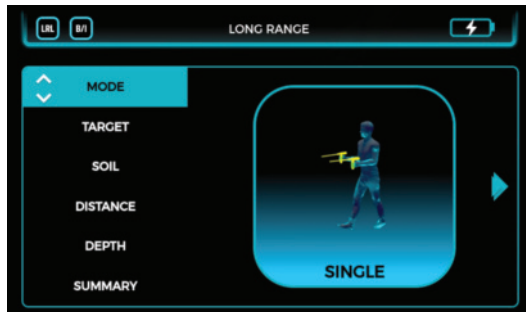 LRL B/I LONG RANGE
MODE
TARGET
SOIL
DISTANCE
DEPTH
SUMMARY
SINGLE